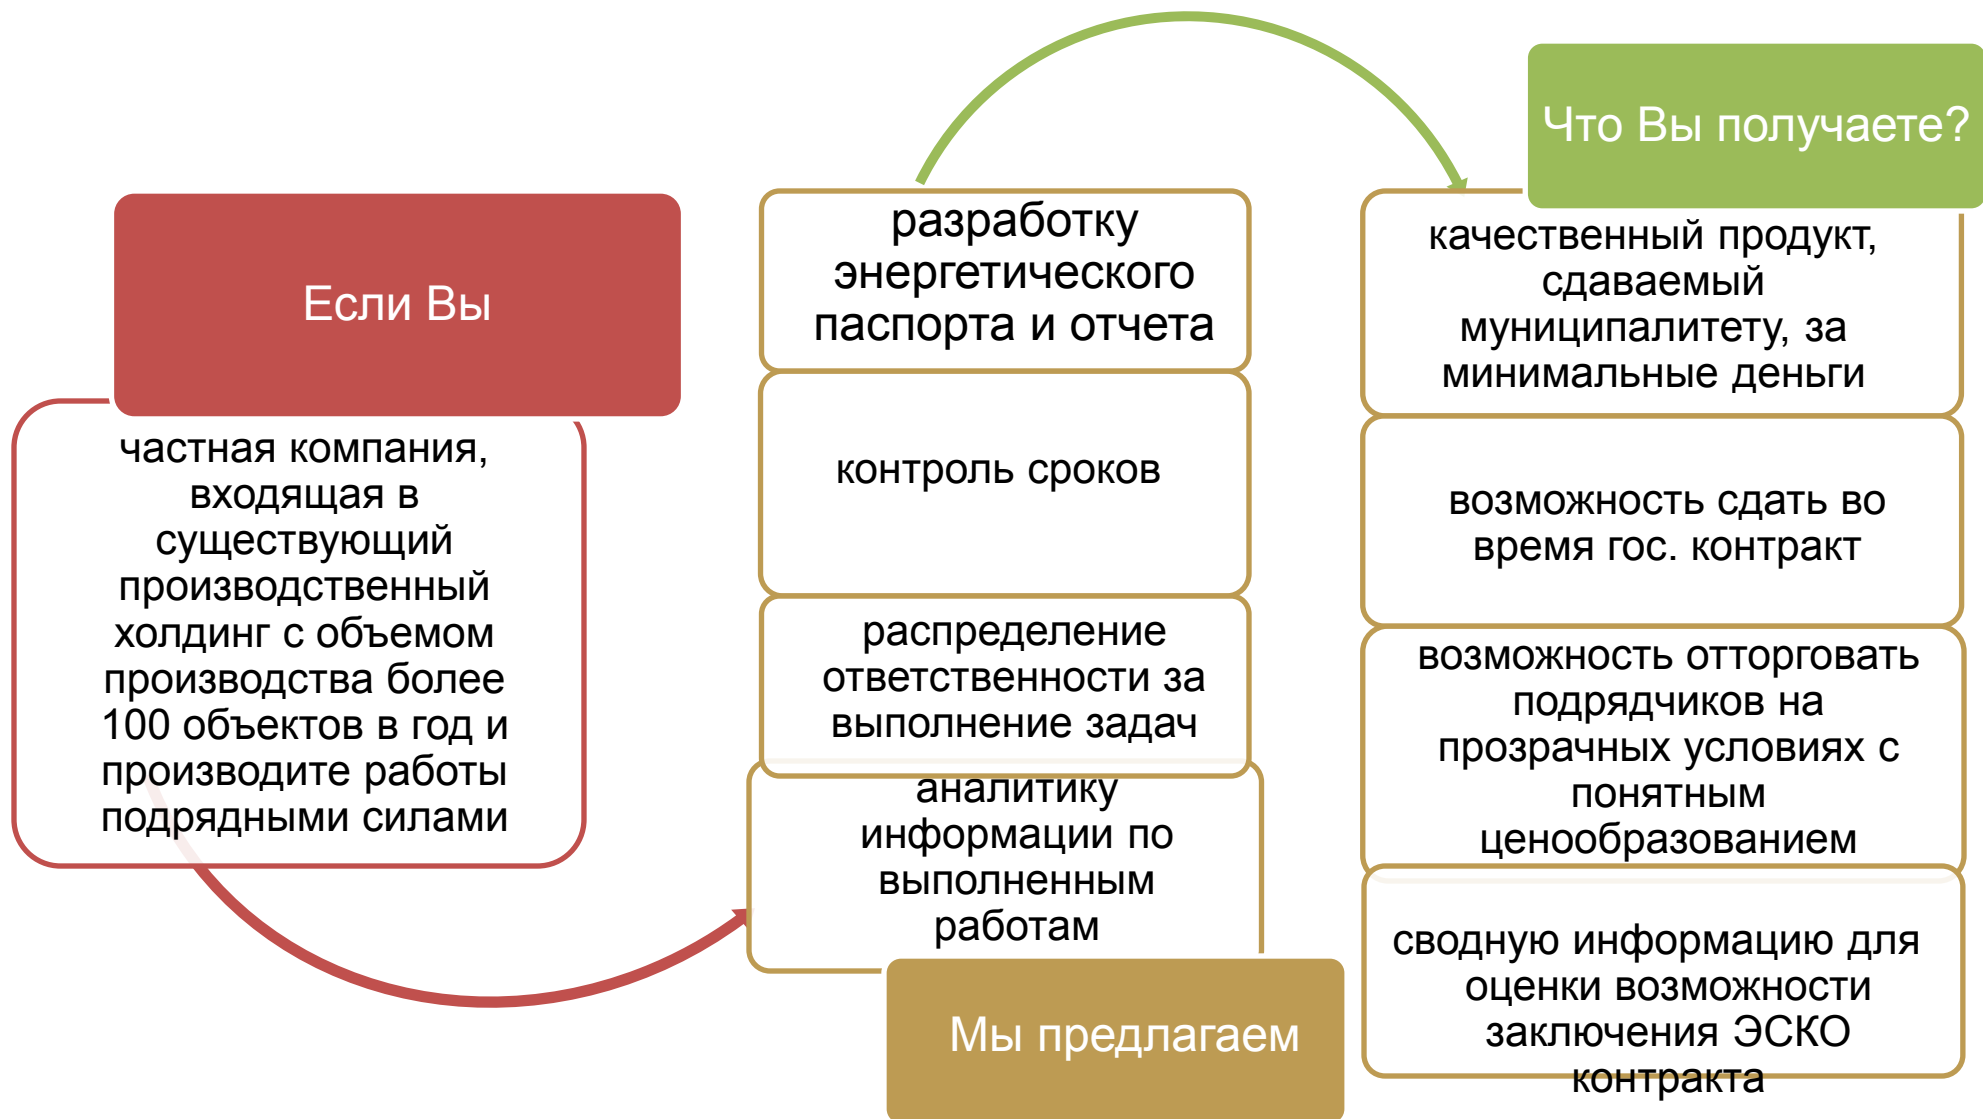 Если Вы
частная компания,
входящая в
существующий
производственный
холдинг с объемом
производства более
100 объектов в год и
производите работы
подрядными силами
разработку
энергетического
паспорта и отчета
контроль сроков
распределение
ответственности за
выполнение задач
аналитику
информации по
выполненным
работам
Мы предлагаем
Что Вы получаете?
качественный продукт,
сдаваемый
муниципалитету, за
минимальные деньги
возможность сдать во
время гос. контракт
возможность отторговать
подрядчиков на
прозрачных условиях с
понятным
ценообразованием
сводную информацию для
оценки возможности
заключения ЭСКО
контракта